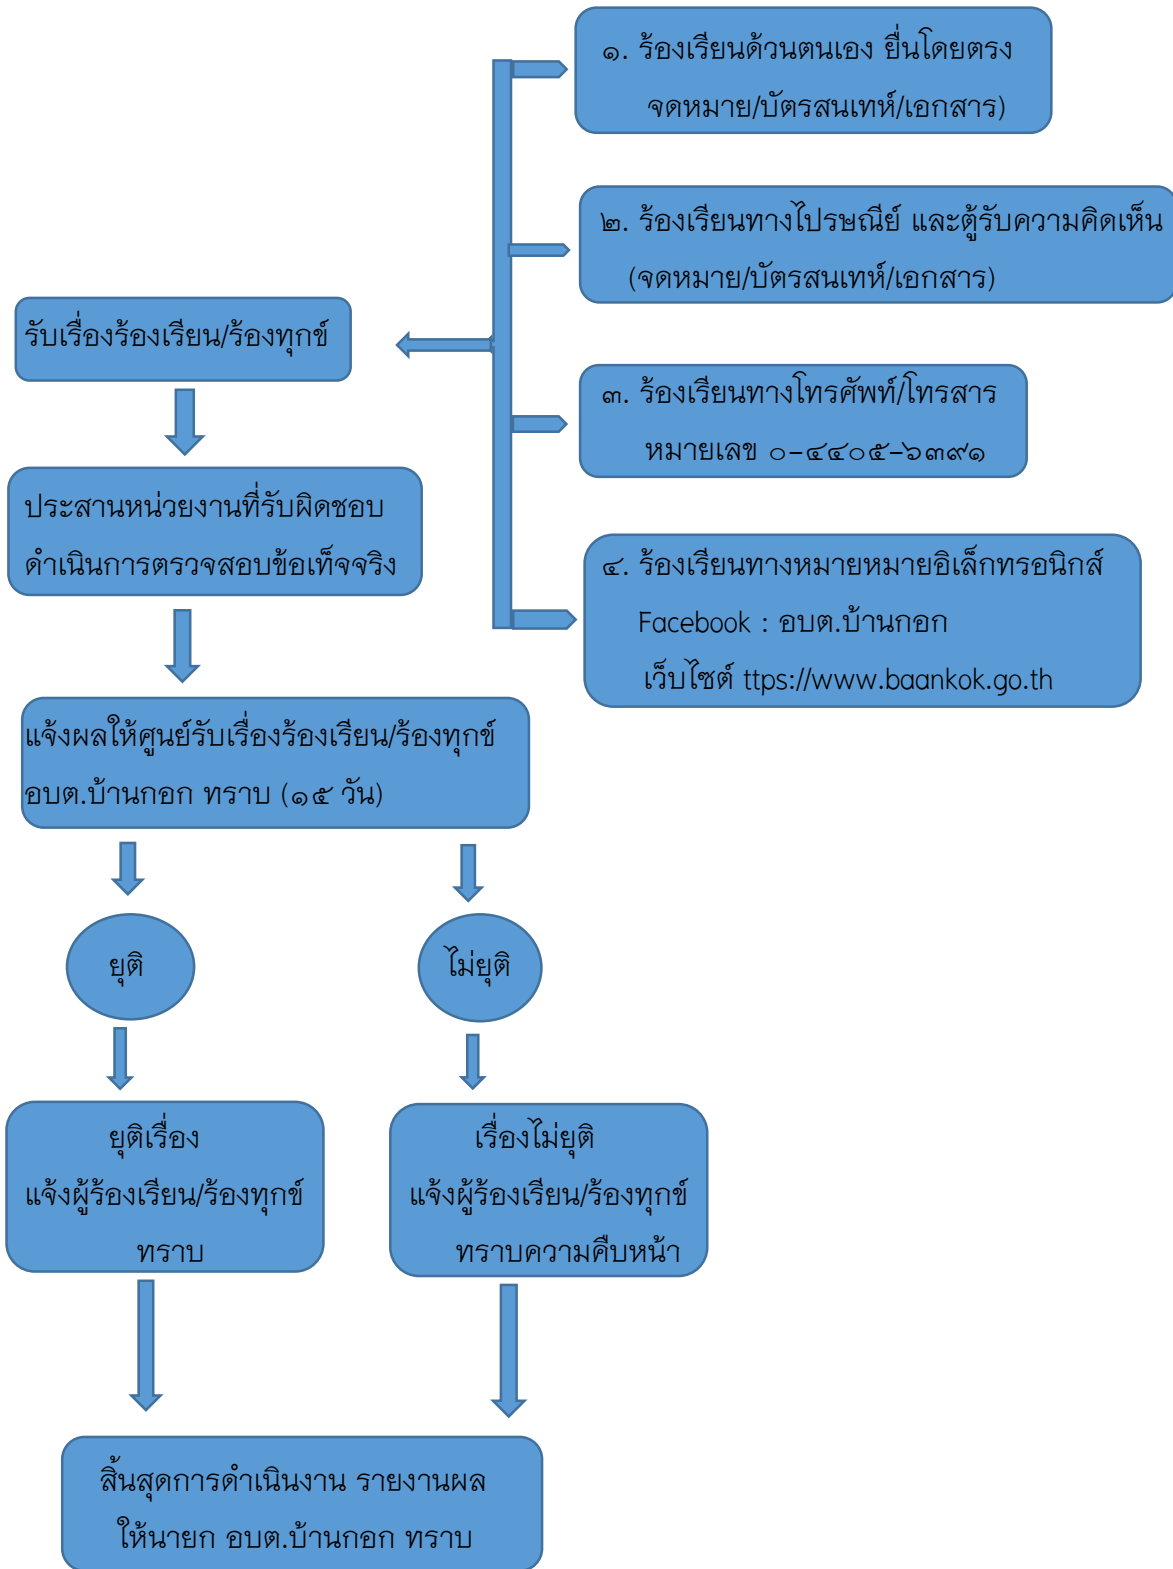 ๑. ร้องเรียนด้วนตนเอง ยื่นโดยตรง
จดหมาย/บัตรสนเทห์/เอกสาร)
๒. ร้องเรียนทางไปรษณีย์ และตู้รับความคิดเห็น
(จดหมาย/บัตรสนเทห์/เอกสาร)
รับเรื่องร้องเรียน/ร้องทุกข์
๓. ร้องเรียนทางโทรศัพท์/โทรสาร
หมายเลข ๐-๔๔๐๕-๖๓๙๑
ประสานหน่วยงานที่รับผิดชอบ
ดำเนินการตรวจสอบข้อเท็จจริง
๔. ร้องเรียนทางหมายหมายอิเล็กทรอนิกส์
Facebook : อบต.บ้านกอก
เว็บไซต์ ttps://www.baankok.go.th
แจ้งผลให้ศูนย์รับเรื่องร้องเรียน/ร้องทุกข์
อบต.บ้านกอก ทราบ (๑๕ วัน)
ยุติ
ไม่ยุติ
ยุติเรื่อง
แจ้งผู้ร้องเรียน/ร้องทุกข์
ทราบ
เรื่องไม่ยุติ
แจ้งผู้ร้องเรียน/ร้องทุกข์
ทราบความคืบหน้า
สิ้นสุดการดำเนินงาน รายงานผล
ให้นายก อบต.บ้านกอก ทราบ